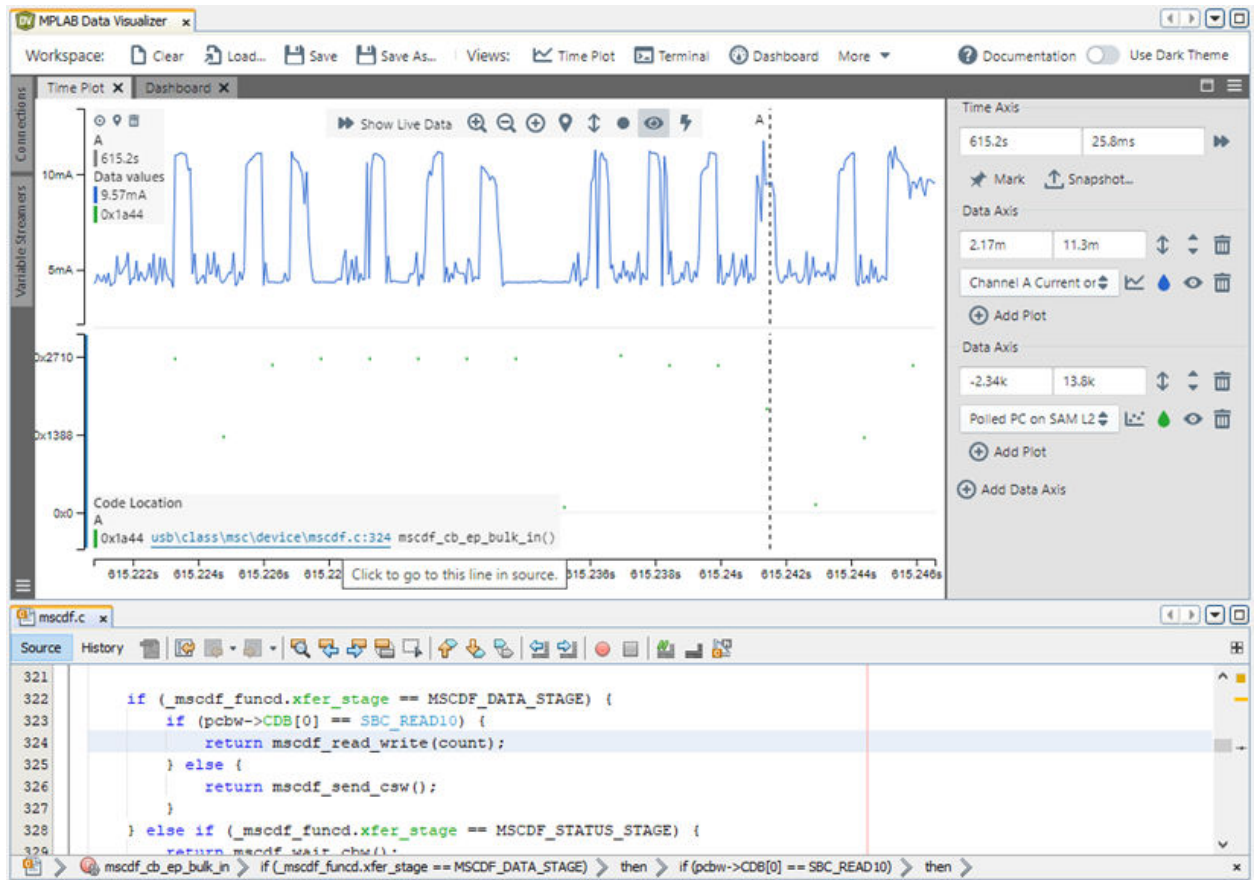 MPLAB Data Visualizer x
Workspace: Clear Load... Save Save As... Views: Time Plot Terminal Dashboard More Documentation Use Dark Theme
Connections
Variable Streamers
Time Plot Dashboard
Show Live Data
A
615.2s
Data values
9.57mA
0x1a44
A
10mA
5mA
0x2710
0x1388
0x0
Code Location
A
0x1a44 usb\class\msc\device\mscdf.c:324 mscdf_cb_ep_bulk_in()
615.222s 615.224s 615.226s 615.22 615.236s 615.238s 615.24s 615.242s 615.244s 615.246s
Click to go to this line in source.
Time Axis
615.2s 25.8ms
Mark Snapshot...
Data Axis
2.17m 11.3m
Channel A Current or
Add Plot
Data Axis
-2.34k 13.8k
Polled PC on SAM L2
Add Plot
Add Data Axis
mscdf.c x
Source History
321
322 if (_mscdf_funcd.xfer_stage == MSCDF_DATA_STAGE) {
323 if (pcbw->CDB[0] == SBC_READ10) {
324 return mscdf_read_write(count);
325 } else {
326 return mscdf_send_csw();
327 }
328 } else if (_mscdf_funcd.xfer_stage == MSCDF_STATUS_STAGE) {
329 return mscdf_wait_cbw();
mscdf_cb_ep_bulk_in if (_mscdf_funcd.xfer_stage == MSCDF_DATA_STAGE) then if (pcbw->CDB[0] == SBC_READ10) then